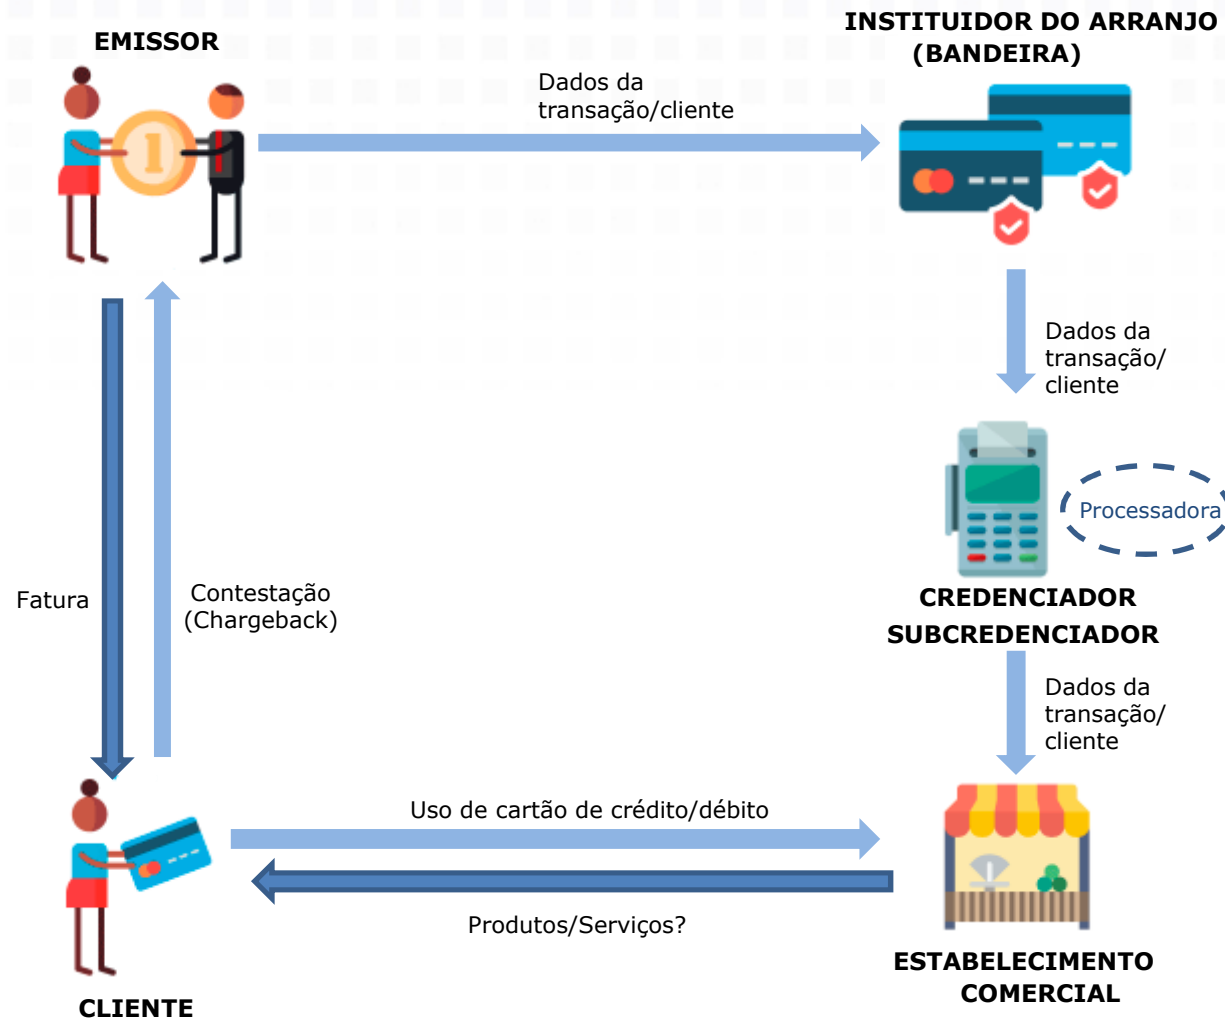 EMISSOR
INSTITUIDOR DO ARRANJO
(BANDEIRA)
Dados da
transação/cliente
Dados da
transação/
cliente
Processadora
CREDENCIADOR
SUBCREDENCIADOR
Fatura
Contestação
(Chargeback)
Dados da
transação/
cliente
Uso de cartão de crédito/débito
Produtos/Serviços?
ESTABELECIMENTO
COMERCIAL
CLIENTE